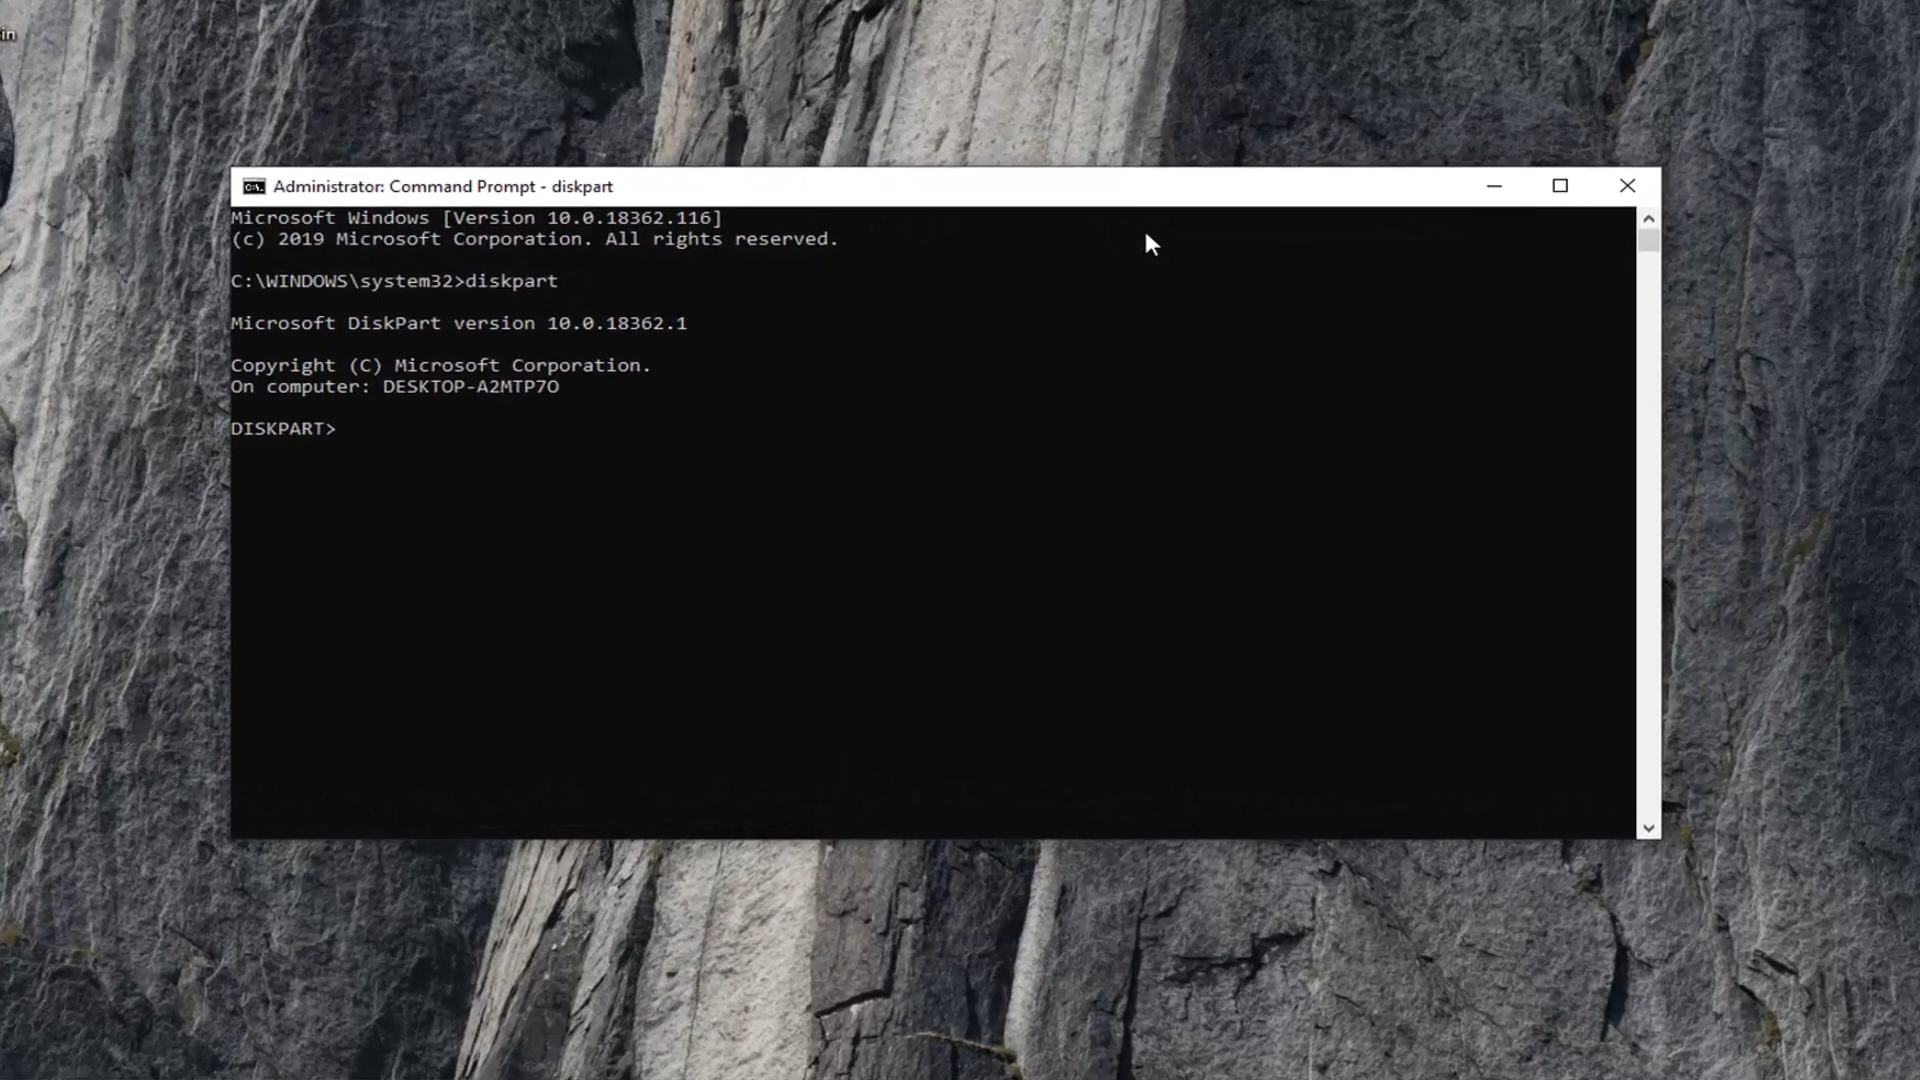 in
Administrator: Command Prompt - diskpart
Microsoft Windows [Version 10.0.18362.116]
(c) 2019 Microsoft Corporation. All rights reserved.
C:\WINDOWS\system32>diskpart
Microsoft DiskPart version 10.0.18362.1
Copyright (C) Microsoft Corporation.
On computer: DESKTOP-A2MTP7O
DISKPART>